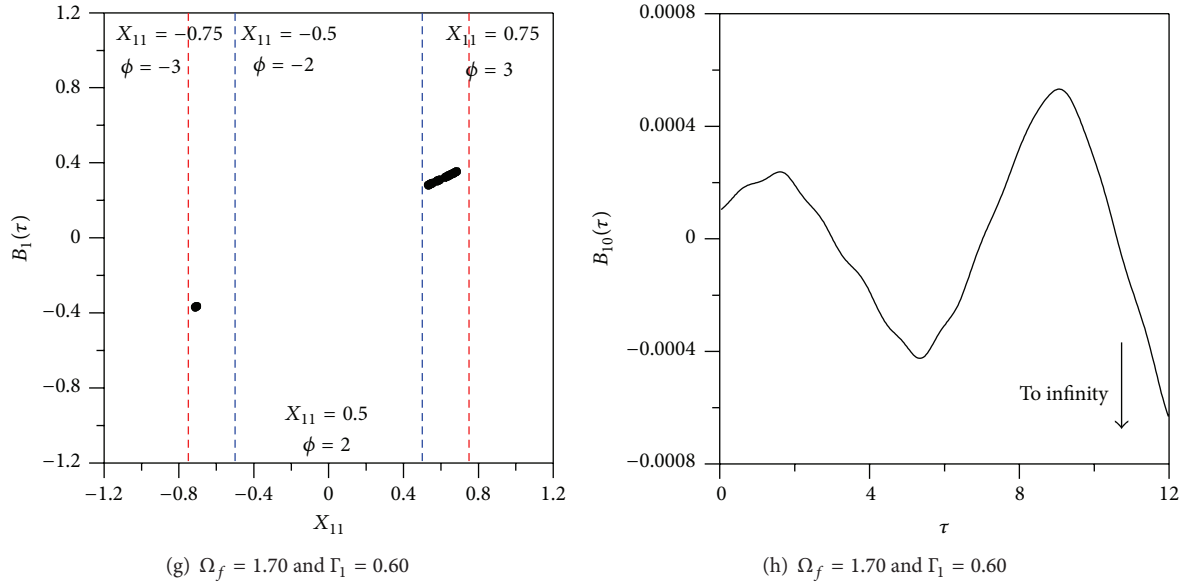 1.2
0.8
0.4
0
−0.4
−0.8
−1.2
B₁(τ)
X₁₁ = −0.75
ϕ = −3
X₁₁ = −0.5
ϕ = −2
X₁₁ = 0.75
ϕ = 3
X₁₁ = 0.5
ϕ = 2
−1.2 −0.8 −0.4 0 0.4 0.8 1.2
X₁₁
(g) Ω_f = 1.70 and Γ₁ = 0.60
0.0008
0.0004
0
−0.0004
−0.0008
B₁₀(τ)
To infinity
0 4 8 12
τ
(h) Ω_f = 1.70 and Γ₁ = 0.60